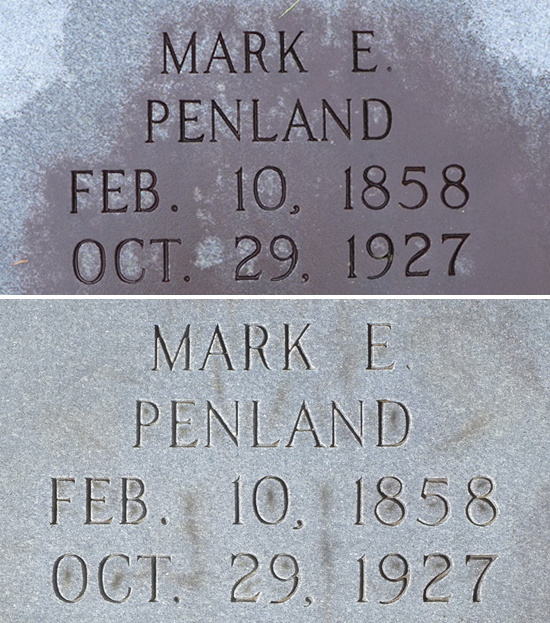 MARK E.
PENLAND
FEB. 10, 1858
OCT. 29, 1927
MARK E.
PENLAND
FEB. 10, 1858
OCT. 29, 1927